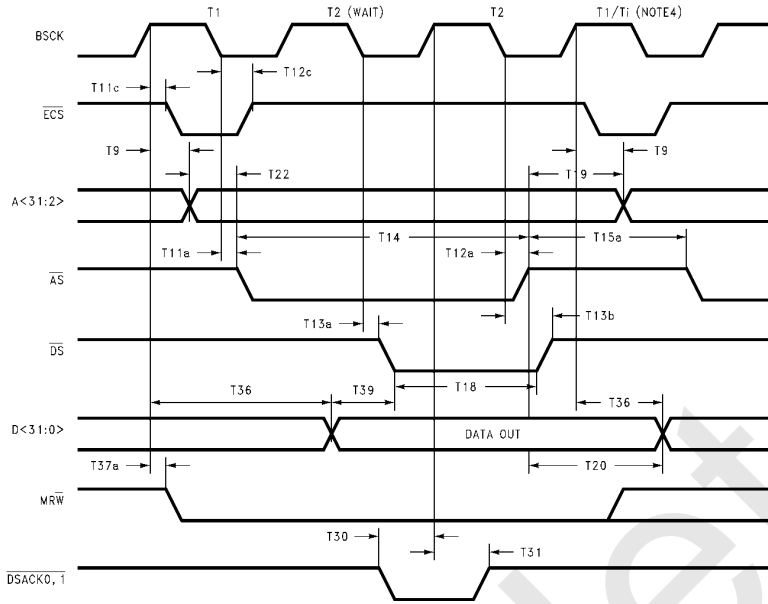 T1 T2 (WAIT) T2 T1/Ti (NOTE4)
BSCK
T12c
T11c
ECS
T9 T9
T22 T19
A<31:2>
T14 T15a
T11a T12a
AS
T13a T13b
DS
T36 T39 T18 T36
D<31:0> DATA OUT
T37a T20
MRW
T30 T31
DSACK0, 1